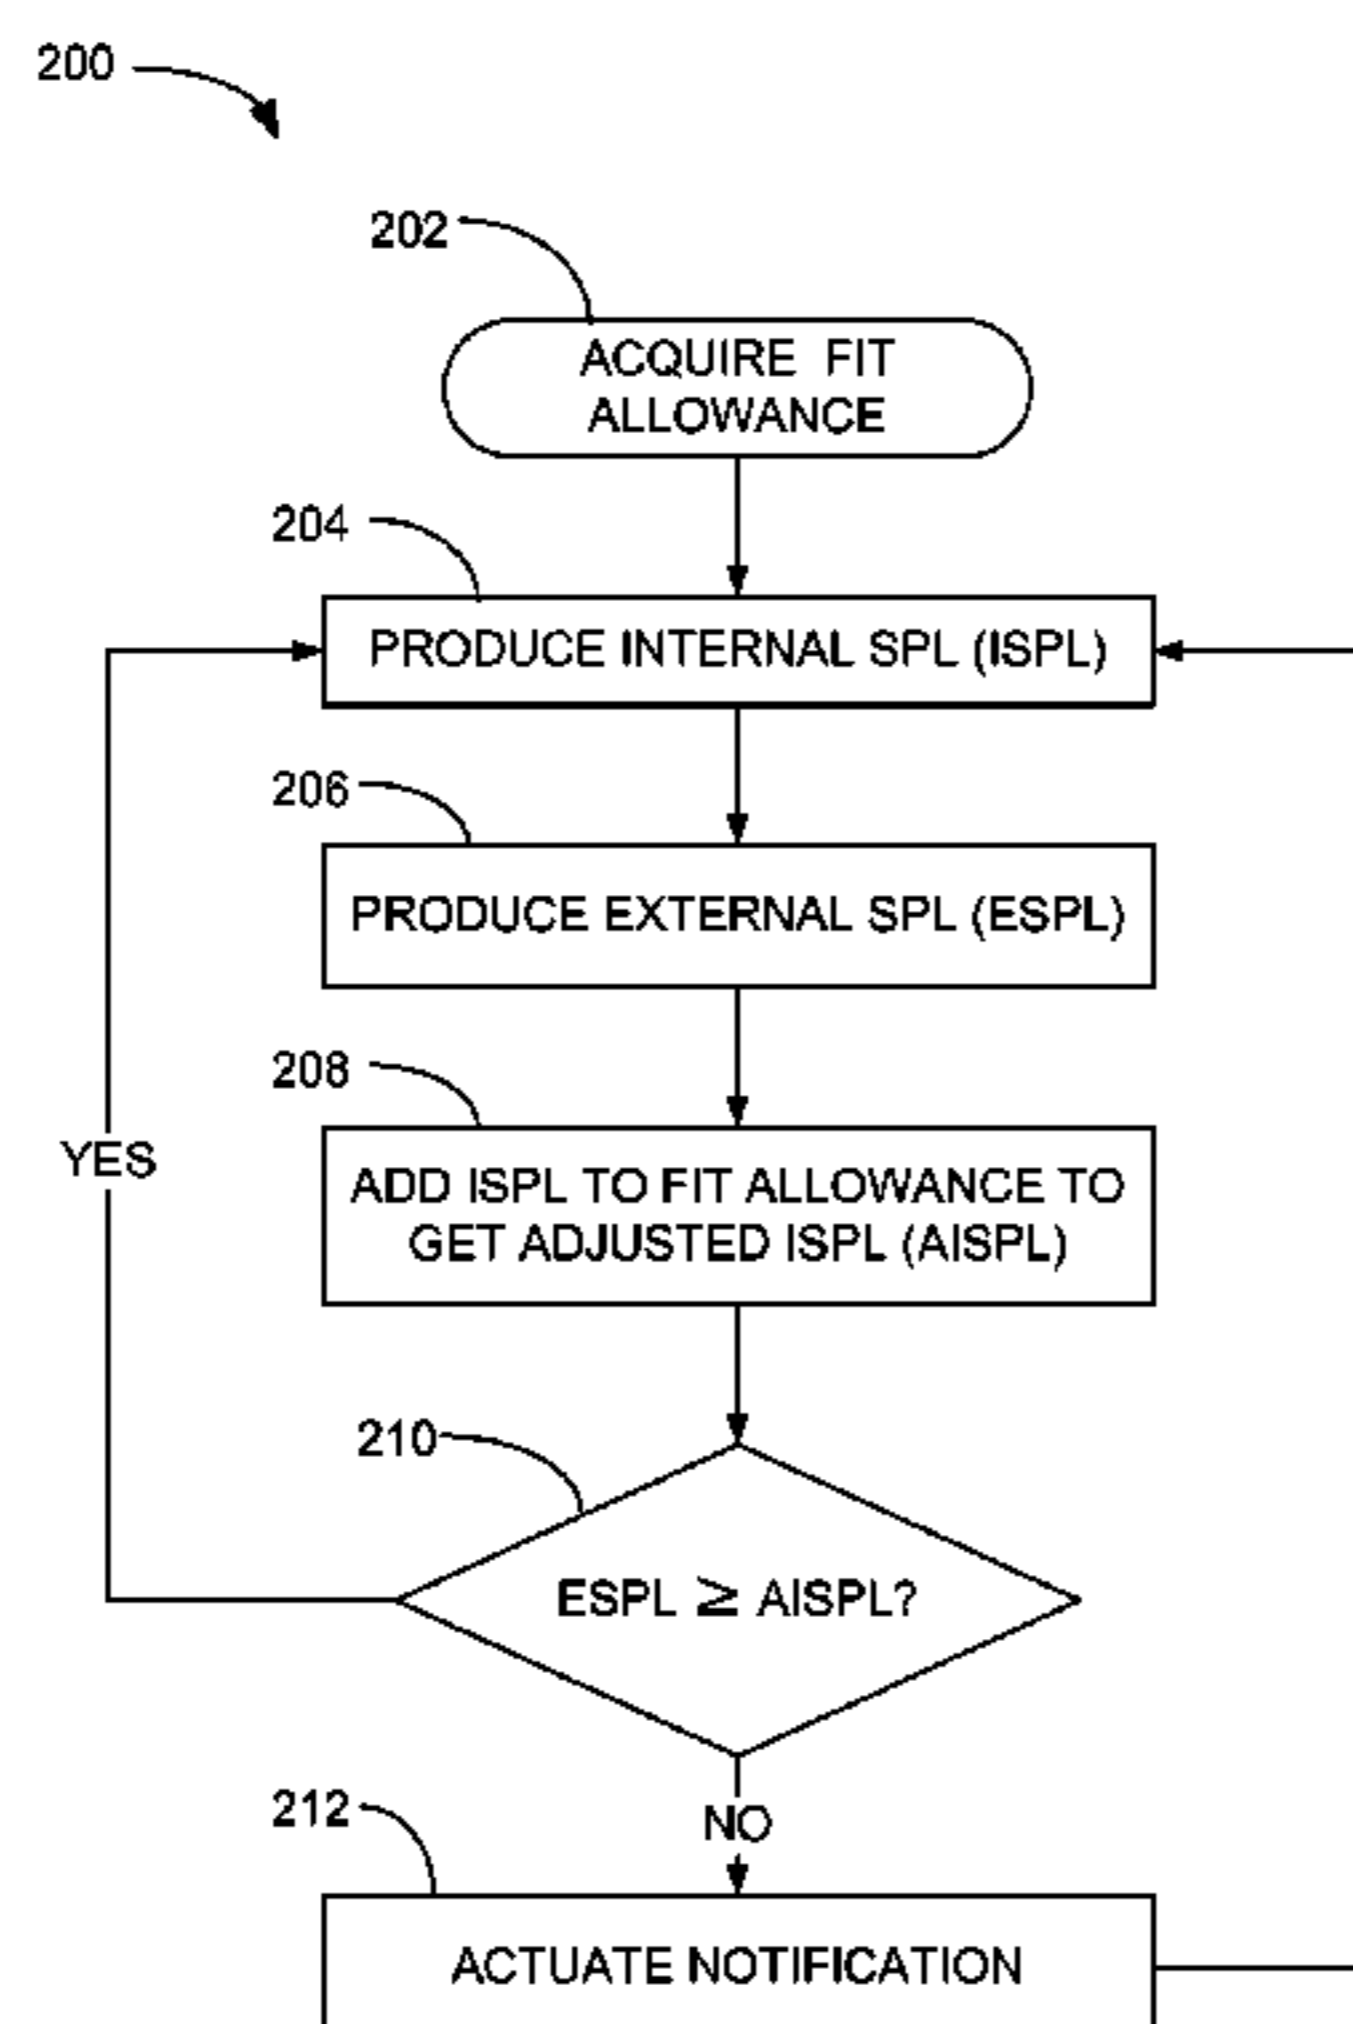 200
202
ACQUIRE FIT
ALLOWANCE
204
PRODUCE INTERNAL SPL (ISPL)
206
PRODUCE EXTERNAL SPL (ESPL)
208
ADD ISPL TO FIT ALLOWANCE TO
GET ADJUSTED ISPL (AISPL)
YES
210
ESPL ≥ AISPL?
NO
212
ACTUATE NOTIFICATION